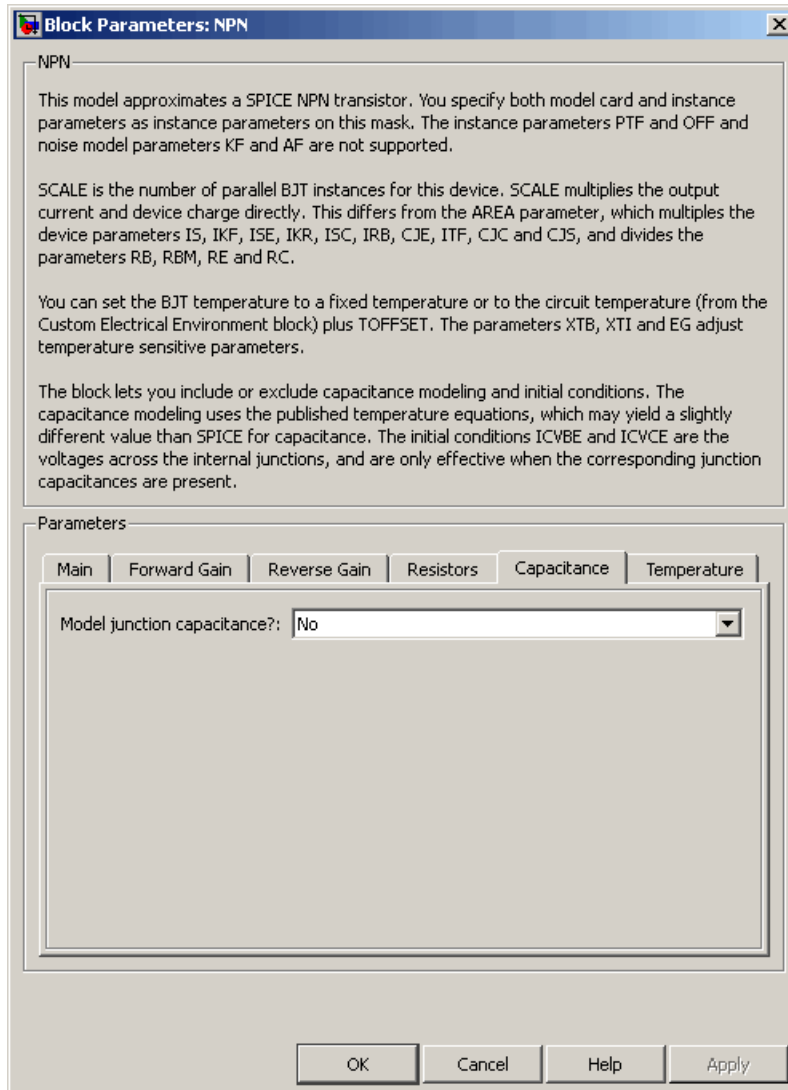 Block Parameters: NPN
NPN
This model approximates a SPICE NPN transistor. You specify both model card and instance
parameters as instance parameters on this mask. The instance parameters PTF and OFF and
noise model parameters KF and AF are not supported.
SCALE is the number of parallel BJT instances for this device. SCALE multiplies the output
current and device charge directly. This differs from the AREA parameter, which multiples the
device parameters IS, IKF, ISE, IKR, ISC, IRB, CJE, ITF, CJC and CJS, and divides the
parameters RB, RBM, RE and RC.
You can set the BJT temperature to a fixed temperature or to the circuit temperature (from the
Custom Electrical Environment block) plus TOFFSET. The parameters XTB, XTI and EG adjust
temperature sensitive parameters.
The block lets you include or exclude capacitance modeling and initial conditions. The
capacitance modeling uses the published temperature equations, which may yield a slightly
different value than SPICE for capacitance. The initial conditions ICVBE and ICVCE are the
voltages across the internal junctions, and are only effective when the corresponding junction
capacitances are present.
Parameters
Main Forward Gain Reverse Gain Resistors Capacitance Temperature
Model junction capacitance?: No
OK Cancel Help Apply